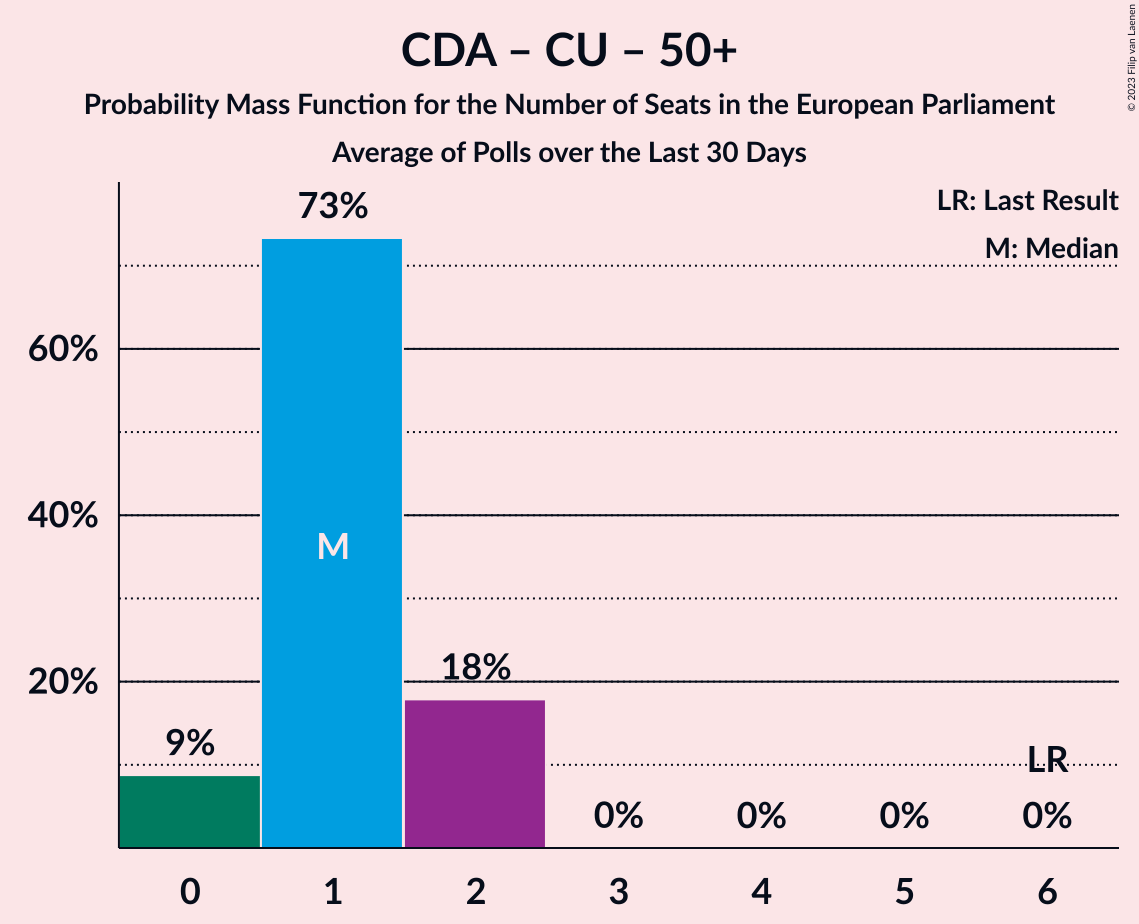 CDA – CU – 50+
Probability Mass Function for the Number of Seats in the European Parliament
Average of Polls over the Last 30 Days
© 2023 Filip van Laenen
LR: Last Result
M: Median
73%
60%
M
40%
18%
20%
9%
LR
0% 0% 0% 0%
0 1 2 3 4 5 6